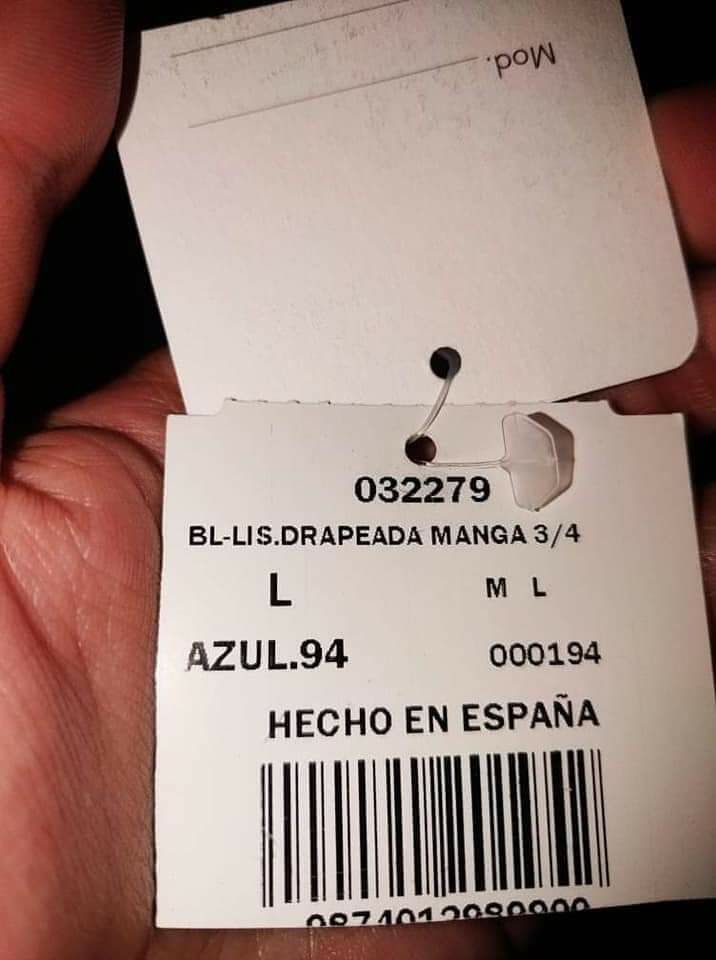 Mod.
032279
BL-LIS.DRAPEADA MANGA 3/4
L M L
AZUL.94 000194
HECHO EN ESPAÑA